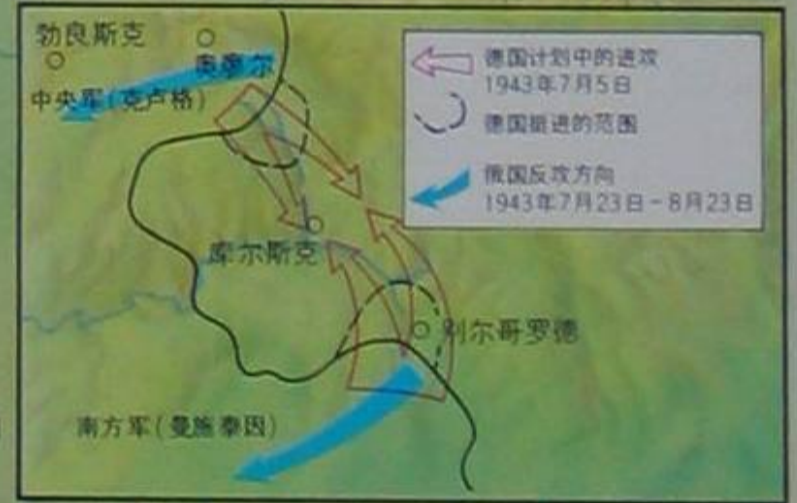 勃良斯克
奥廖尔
中央军(克卢格)
德国计划中的进攻
1943年7月5日
德国挺进的范围
俄国反攻方向
1943年7月23日-8月23日
库尔斯克
别尔哥罗德
南方军(曼施泰因)